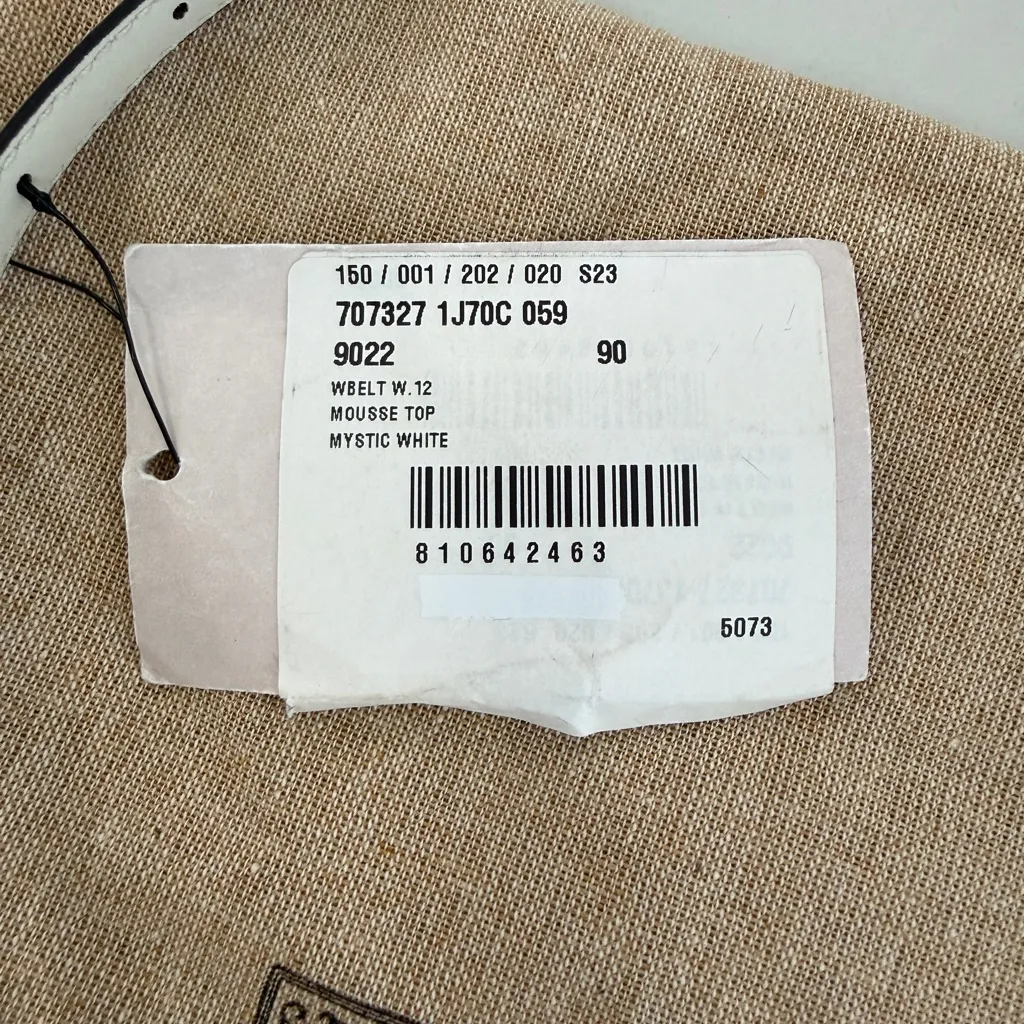 150 / 001 / 202 / 020 S23
707327 1J70C 059
9022 90
WBELT W.12
MOUSSE TOP
MYSTIC WHITE
810642463
5073